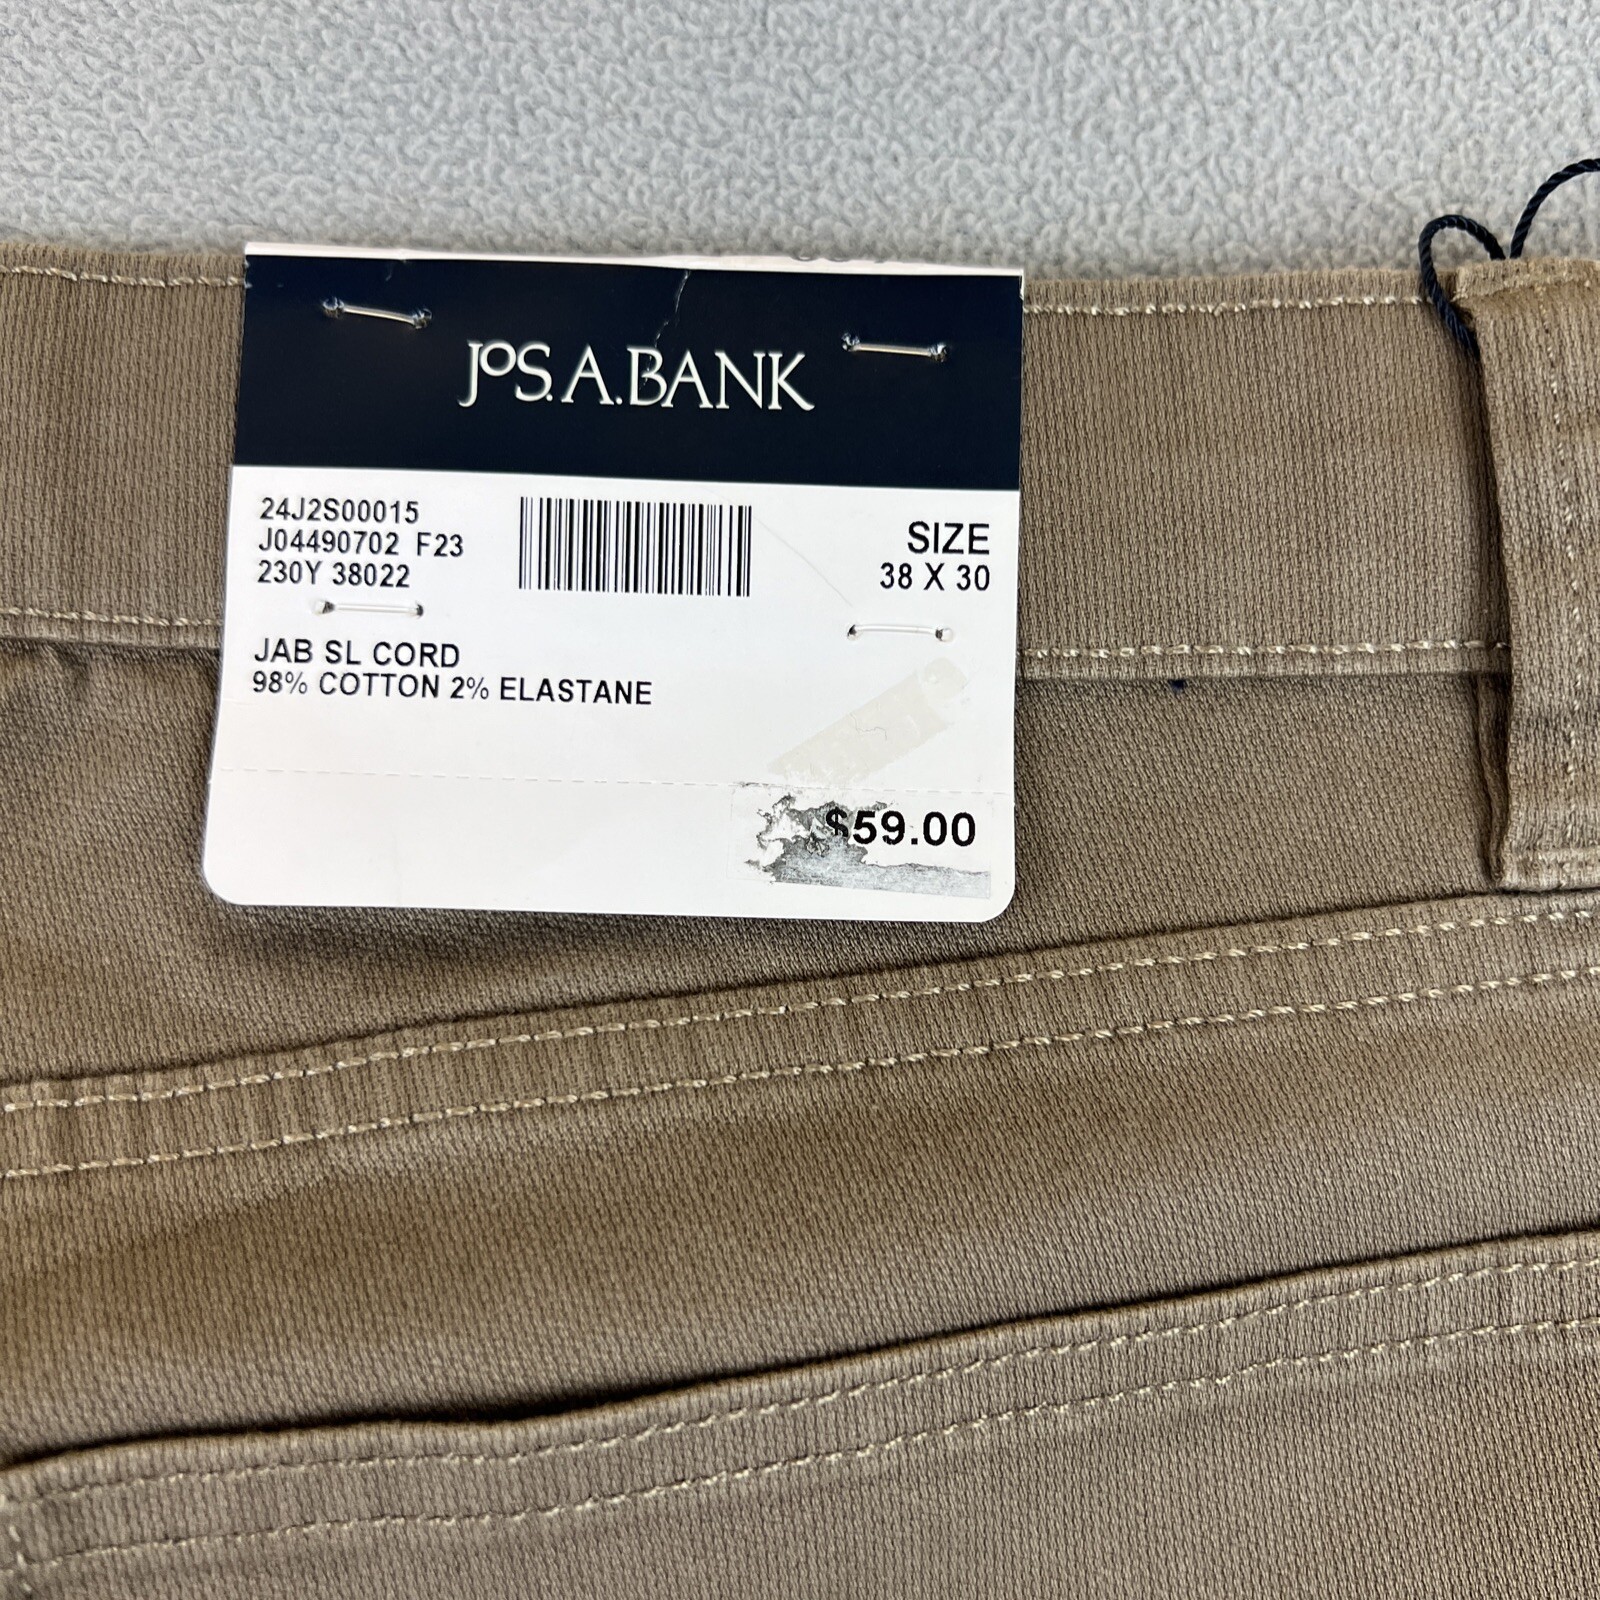 JOS. A. BANK
24J2S00015
J04490702 F23
230Y 38022
SIZE
38 X 30
JAB SL CORD
98% COTTON 2% ELASTANE
$59.00